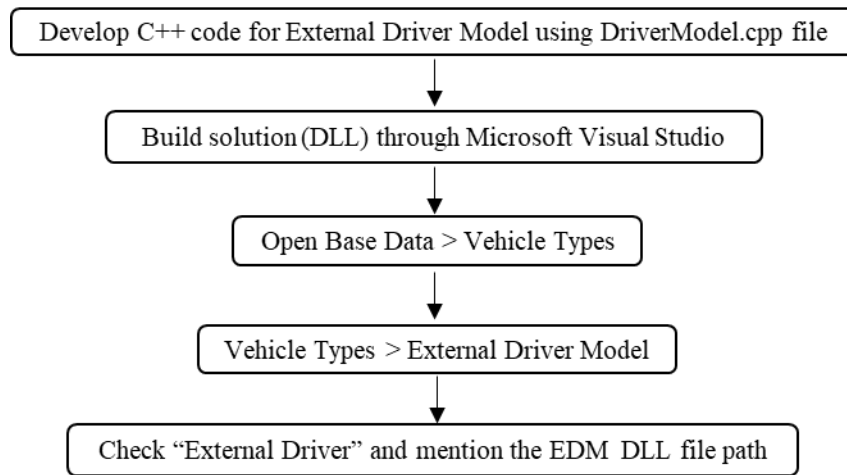 Develop C++ code for External Driver Model using DriverModel.cpp file
Build solution (DLL) through Microsoft Visual Studio
Open Base Data > Vehicle Types
Vehicle Types > External Driver Model
Check “External Driver” and mention the EDM DLL file path